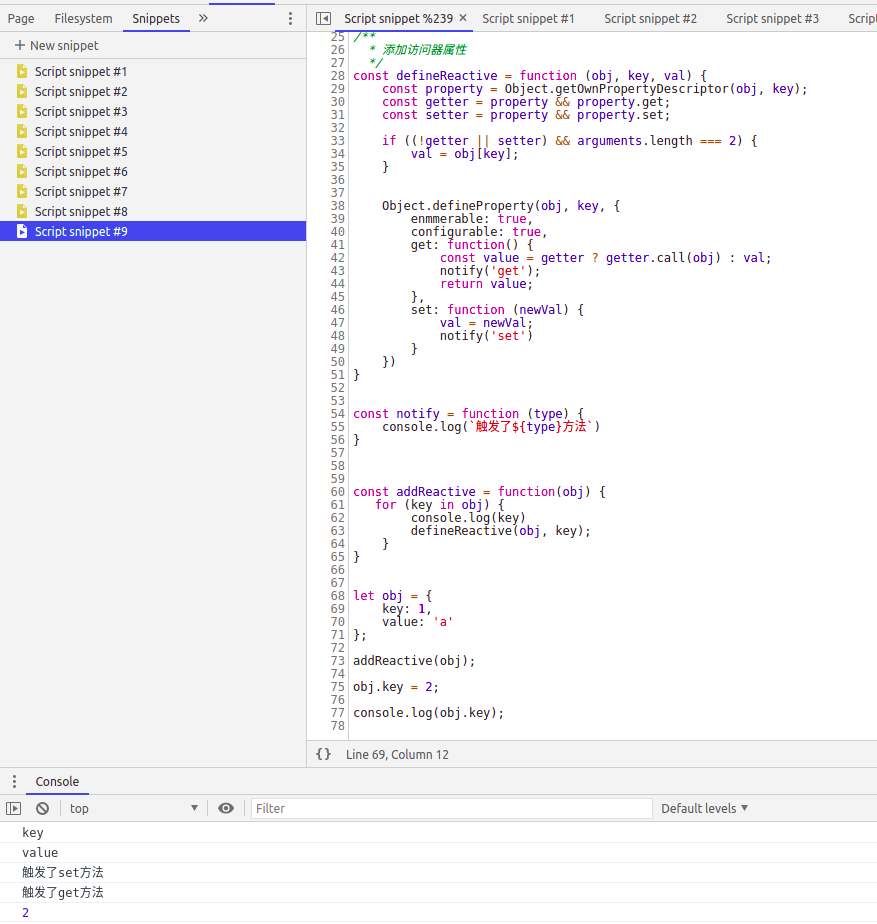 Page Filesystem Snippets »
Script snippet %239 × Script snippet #1 Script snippet #2 Script snippet #3 Script
+ New snippet
Script snippet #1
Script snippet #2
Script snippet #3
Script snippet #4
Script snippet #5
Script snippet #6
Script snippet #7
Script snippet #8
Script snippet #9
25 /**
26  * 添加访问器属性
27  */
28 const defineReactive = function (obj, key, val) {
29     const property = Object.getOwnPropertyDescriptor(obj, key);
30     const getter = property && property.get;
31     const setter = property && property.set;
32
33     if ((!getter || setter) && arguments.length === 2) {
34         val = obj[key];
35     }
36
37
38     Object.defineProperty(obj, key, {
39         enmmerable: true,
40         configurable: true,
41         get: function() {
42             const value = getter ? getter.call(obj) : val;
43             notify('get');
44             return value;
45         },
46         set: function (newVal) {
47             val = newVal;
48             notify('set')
49         }
50     })
51 }
52
53
54 const notify = function (type) {
55     console.log(`触发了${type}方法`)
56 }
57
58
59
60 const addReactive = function(obj) {
61    for (key in obj) {
62         console.log(key)
63         defineReactive(obj, key);
64     }
65 }
66
67
68 let obj = {
69     key: 1,
70     value: 'a'
71 };
72
73 addReactive(obj);
74
75 obj.key = 2;
76
77 console.log(obj.key);
78
{} Line 69, Column 12
Console
top ▼ Filter Default levels ▼
key
value
触发了set方法
触发了get方法
2